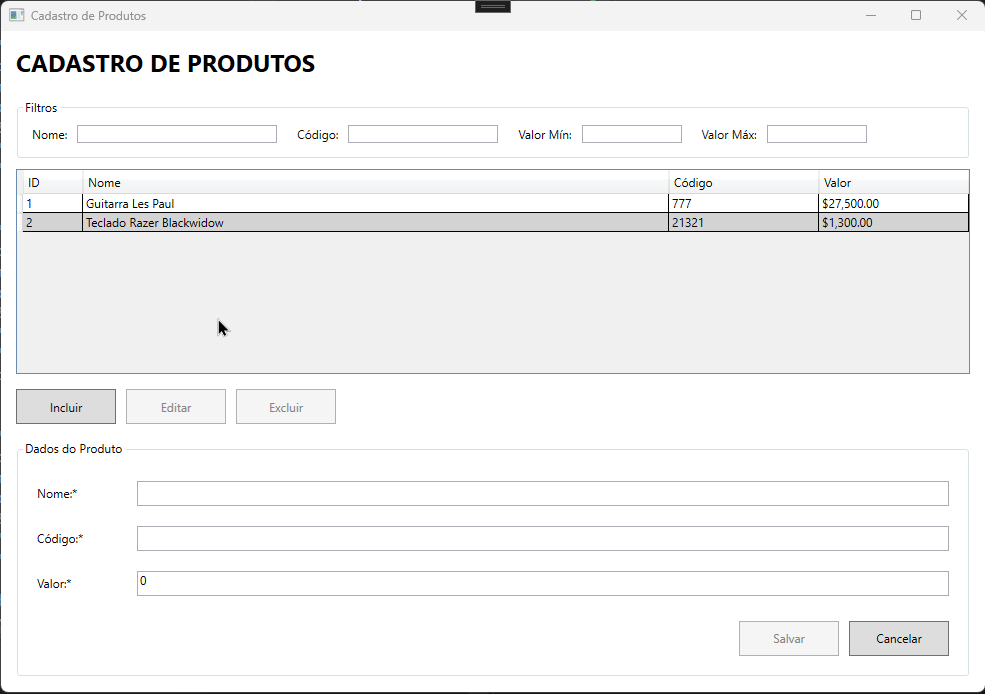 Cadastro de Produtos
CADASTRO DE PRODUTOS
Filtros
Nome: Código: Valor Mín: Valor Máx:
ID Nome Código Valor
1 Guitarra Les Paul 777 $27,500.00
2 Teclado Razer Blackwidow 21321 $1,300.00
Incluir Editar Excluir
Dados do Produto
Nome:*
Código:*
Valor:* 0
Salvar Cancelar